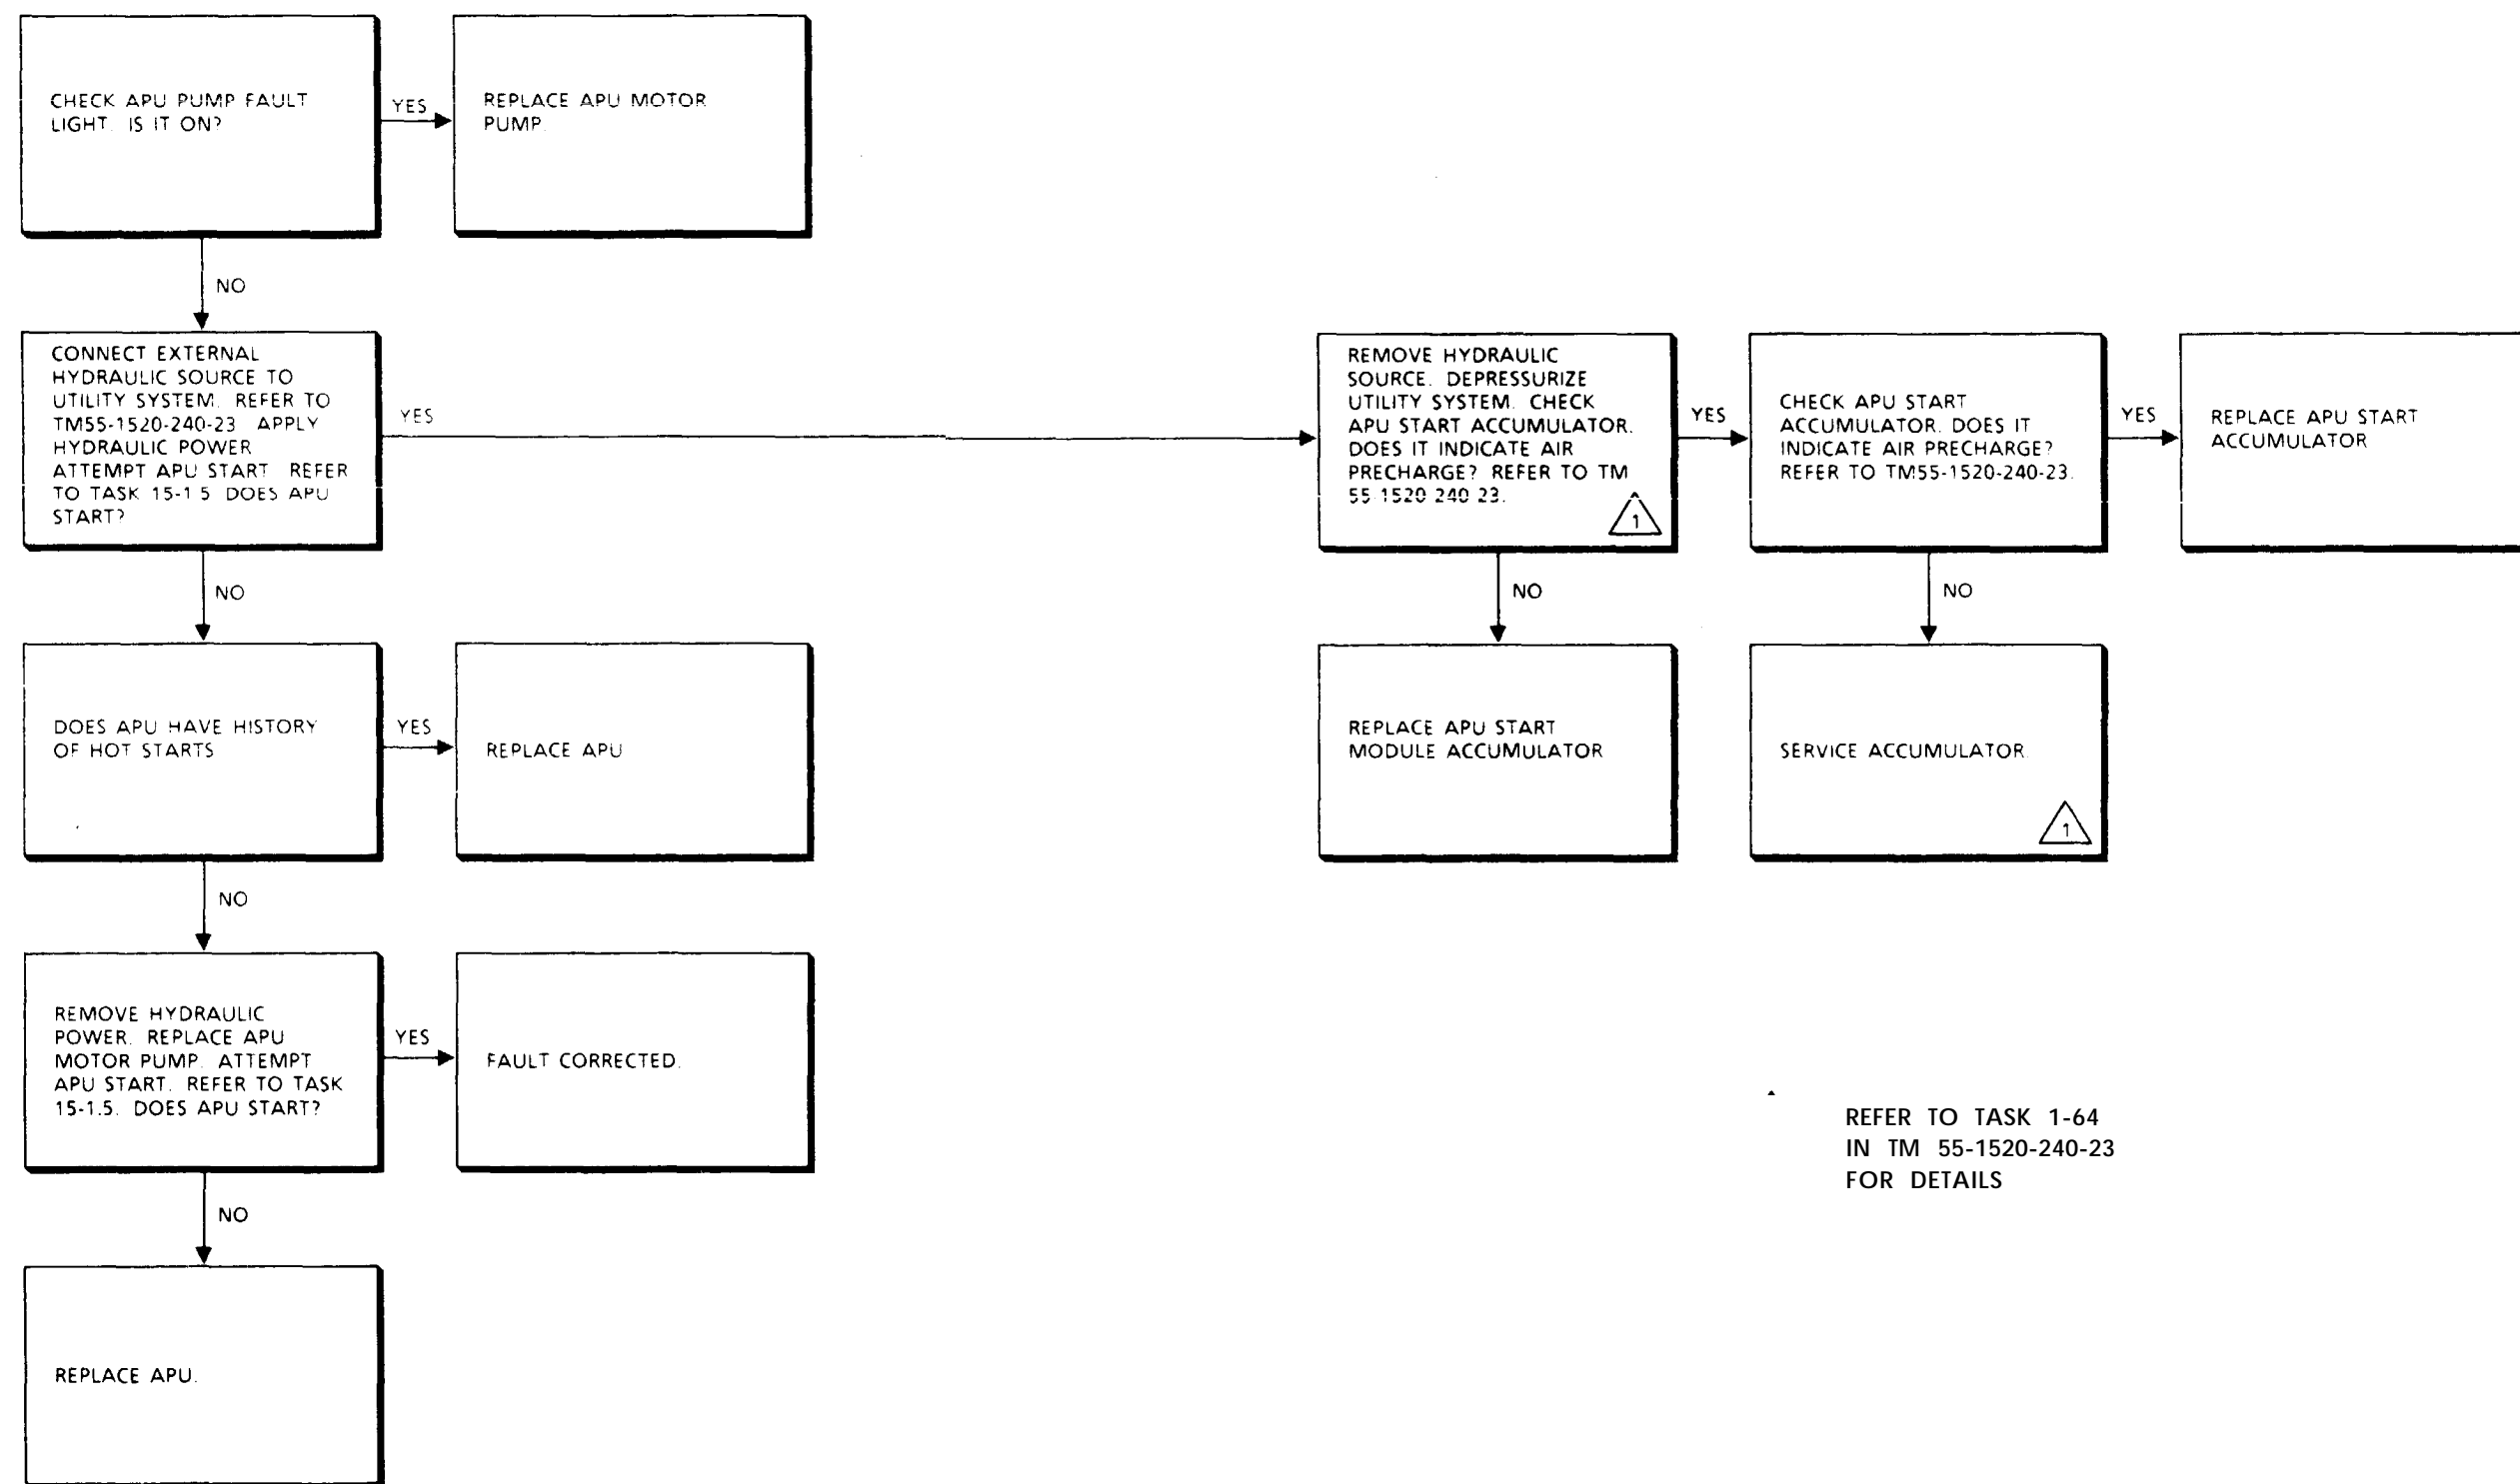 CHECK APU PUMP FAULT
LIGHT. IS IT ON?
YES
REPLACE APU MOTOR
PUMP.
NO
CONNECT EXTERNAL
HYDRAULIC SOURCE TO
UTILITY SYSTEM. REFER TO
TM55-1520-240-23 APPLY
HYDRAULIC POWER
ATTEMPT APU START REFER
TO TASK 15-1 5 DOES APU
START?
YES
REMOVE HYDRAULIC
SOURCE. DEPRESSURIZE
UTILITY SYSTEM. CHECK
APU START ACCUMULATOR.
DOES IT INDICATE AIR
PRECHARGE? REFER TO TM
55-1520-240-23.
1
YES
CHECK APU START
ACCUMULATOR. DOES IT
INDICATE AIR PRECHARGE?
REFER TO TM55-1520-240-23.
YES
REPLACE APU START
ACCUMULATOR
NO
NO
NO
DOES APU HAVE HISTORY
OF HOT STARTS
YES
REPLACE APU
REPLACE APU START
MODULE ACCUMULATOR
SERVICE ACCUMULATOR.
1
NO
REMOVE HYDRAULIC
POWER. REPLACE APU
MOTOR PUMP. ATTEMPT
APU START. REFER TO TASK
15-1.5. DOES APU START?
YES
FAULT CORRECTED.
REFER TO TASK 1-64
IN TM 55-1520-240-23
FOR DETAILS
NO
REPLACE APU.